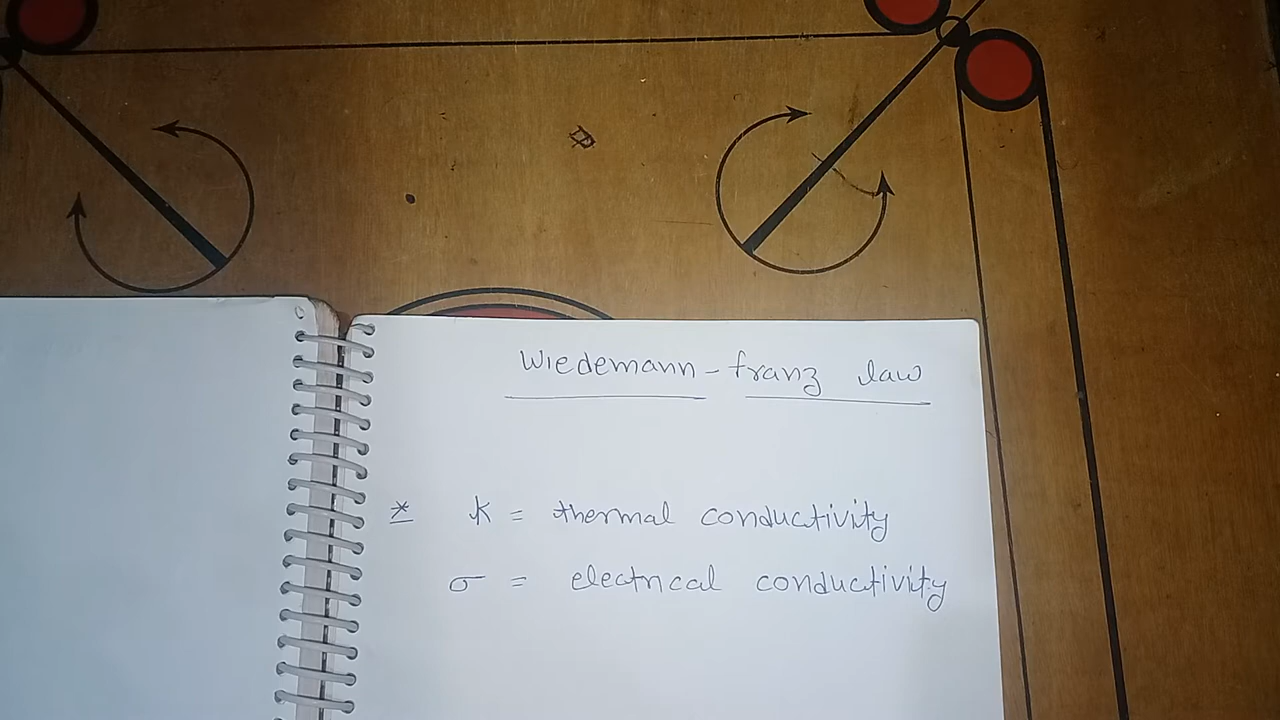 Wiedemann - franz law
* K = thermal conductivity
σ = electrical conductivity